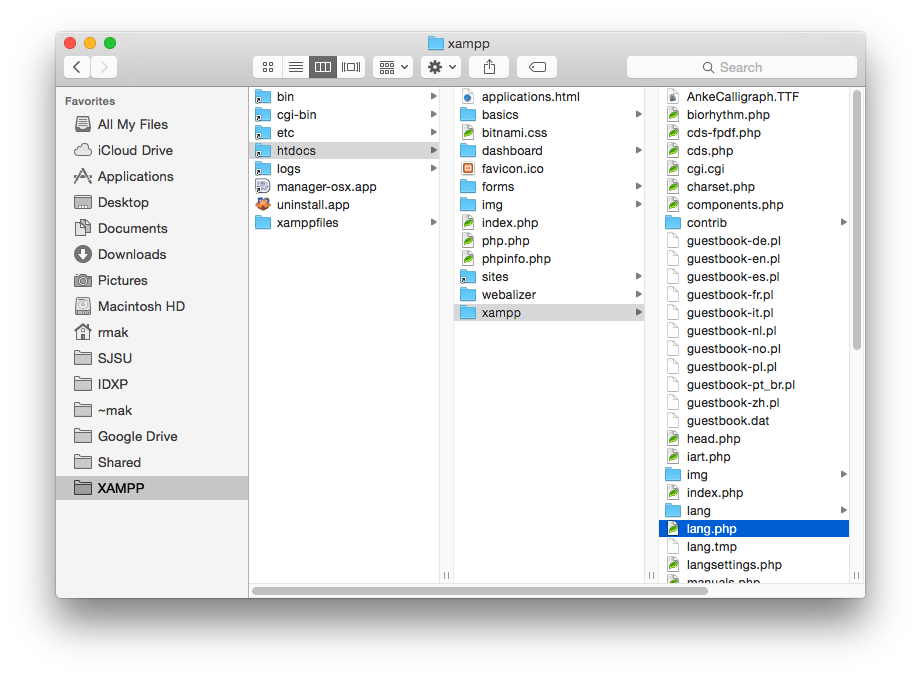 xampp
Search
Favorites
All My Files
iCloud Drive
Applications
Desktop
Documents
Downloads
Pictures
Macintosh HD
rmak
SJSU
IDXP
~mak
Google Drive
Shared
XAMPP
bin
cgi-bin
etc
htdocs
logs
manager-osx.app
uninstall.app
xamppfiles
applications.html
basics
bitnami.css
dashboard
favicon.ico
forms
img
index.php
php.php
phpinfo.php
sites
webalizer
xampp
AnkeCalligraph.TTF
biorhythm.php
cds-fpdf.php
cds.php
cgi.cgi
charset.php
components.php
contrib
guestbook-de.pl
guestbook-en.pl
guestbook-es.pl
guestbook-fr.pl
guestbook-it.pl
guestbook-nl.pl
guestbook-no.pl
guestbook-pl.pl
guestbook-pt_br.pl
guestbook-zh.pl
guestbook.dat
head.php
iart.php
img
index.php
lang
lang.php
lang.tmp
langsettings.php
manuals.php